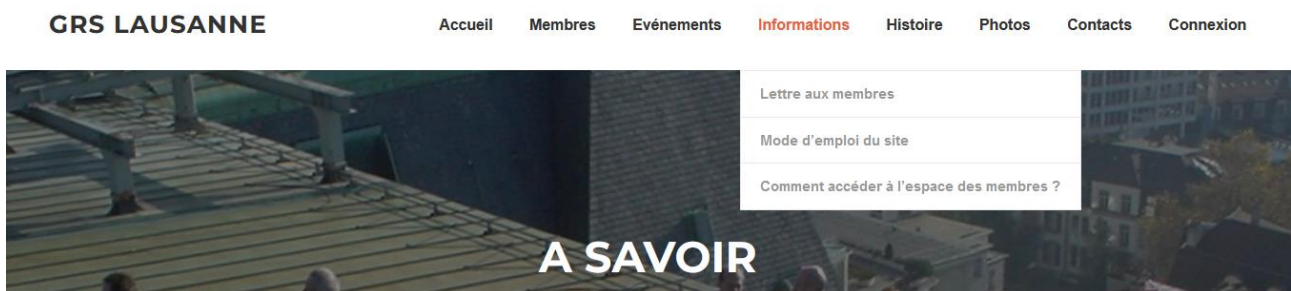 GRS LAUSANNE
Accueil Membres Evénements Informations Histoire Photos Contacts Connexion
Lettre aux membres
Mode d'emploi du site
Comment accéder à l'espace des membres ?
A SAVOIR